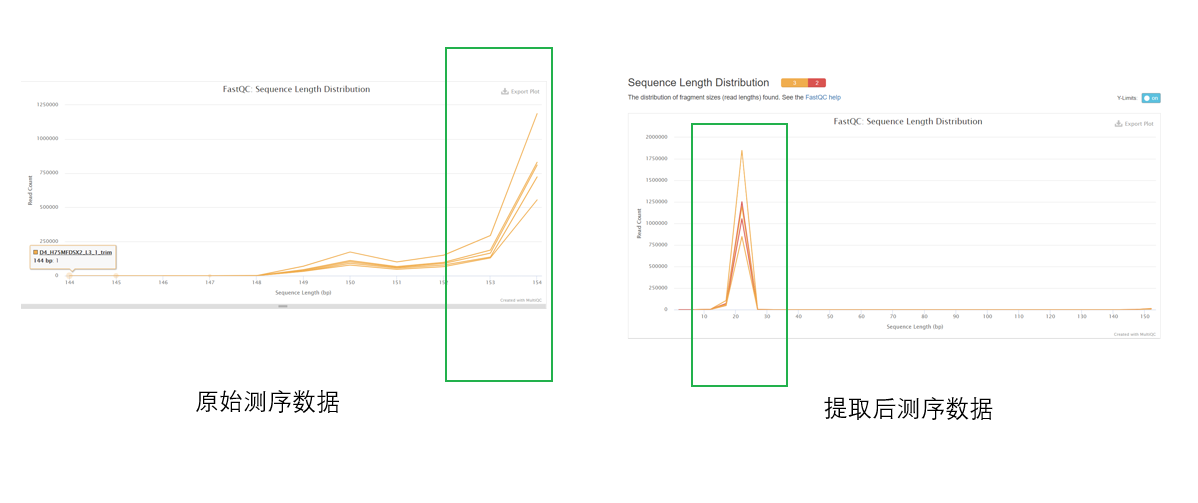 FastQC: Sequence Length Distribution
Export Plot
1250000
1000000
750000
500000
250000
0
Read Count
D4_H75MFDSX2_L3_1_trim
144 bp
144 145 146 147 148 149 150 151 152 153 154
Sequence Length (bp)
Created with MultiQC
原始测序数据
Sequence Length Distribution 3 2
The distribution of fragment sizes (read lengths) found. See the FastQC help
Y-Limits: on
FastQC: Sequence Length Distribution
Export Plot
2000000
1750000
1500000
1250000
1000000
750000
500000
250000
0
Read Count
10 20 30 40 50 60 70 80 90 100 110 120 130 140 150
Sequence Length (bp)
Created with MultiQC
提取后测序数据